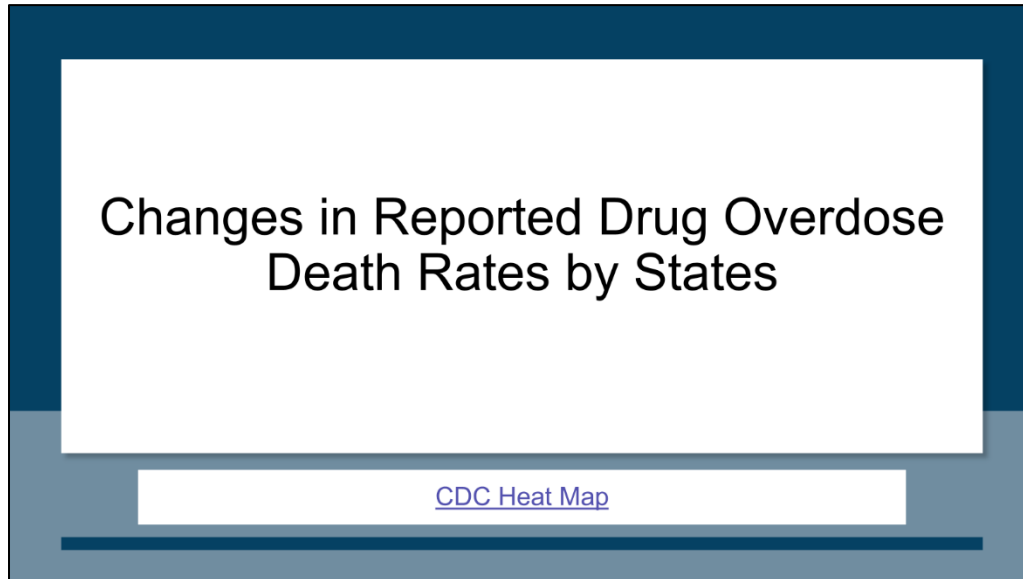 Changes in Reported Drug Overdose
Death Rates by States
CDC Heat Map